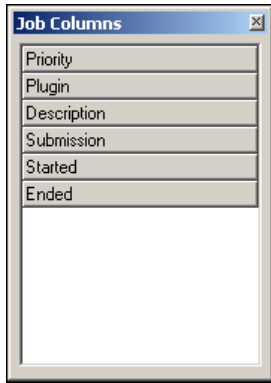 Job Columns
Priority
Plugin
Description
Submission
Started
Ended